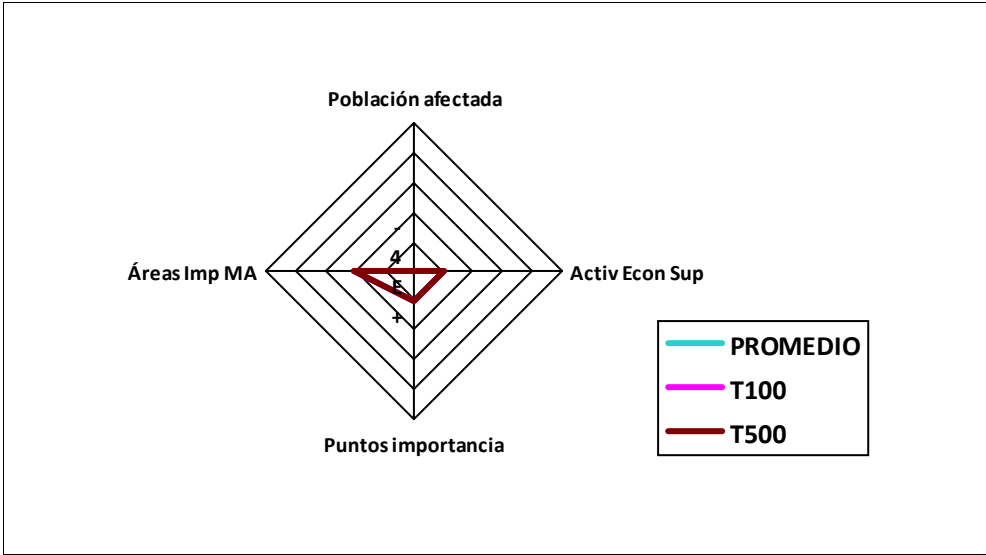 Población afectada
-
4
Áreas Imp MA
Activ Econ Sup
E
+
Puntos importancia
PROMEDIO
T100
T500